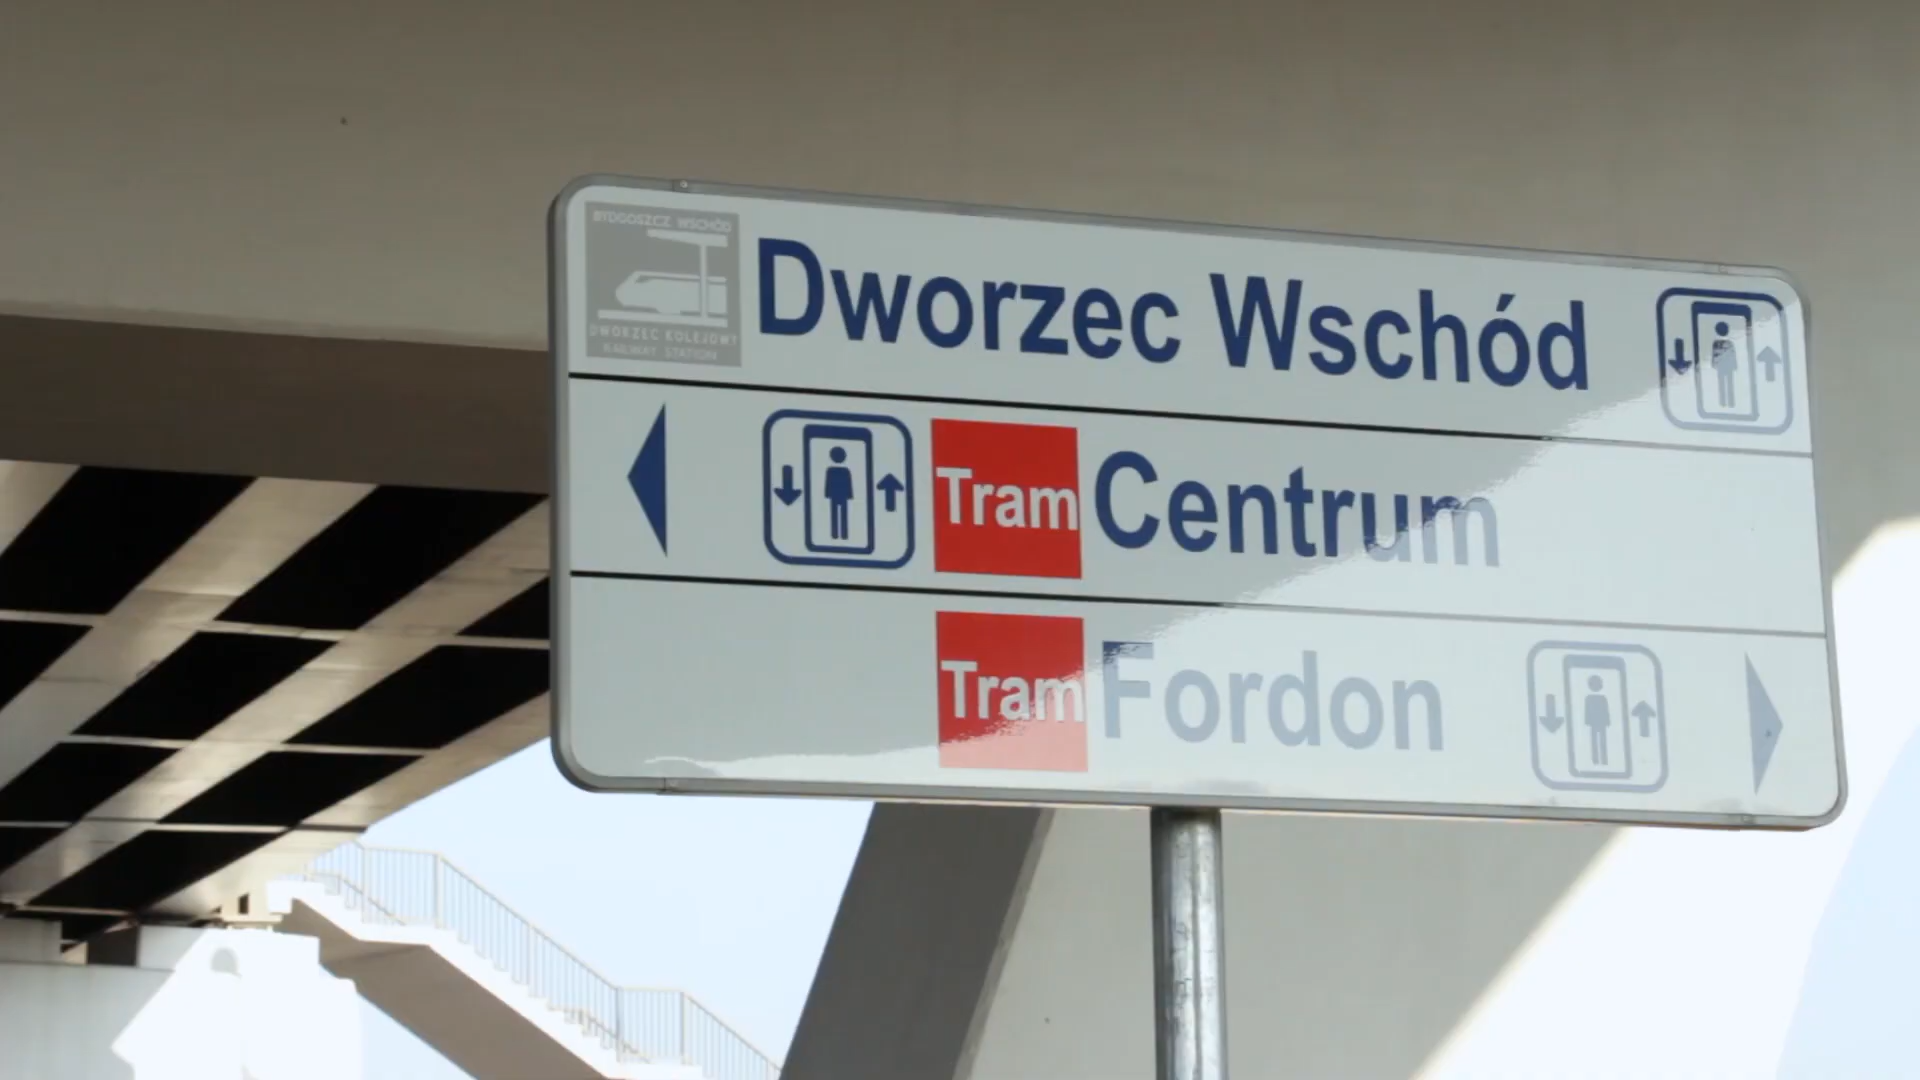 BYDGOSZCZ WSCHÓD
DWORZEC KOLEJOWY
RAILWAY STATION
Dworzec Wschód
Tram Centrum
Tram Fordon